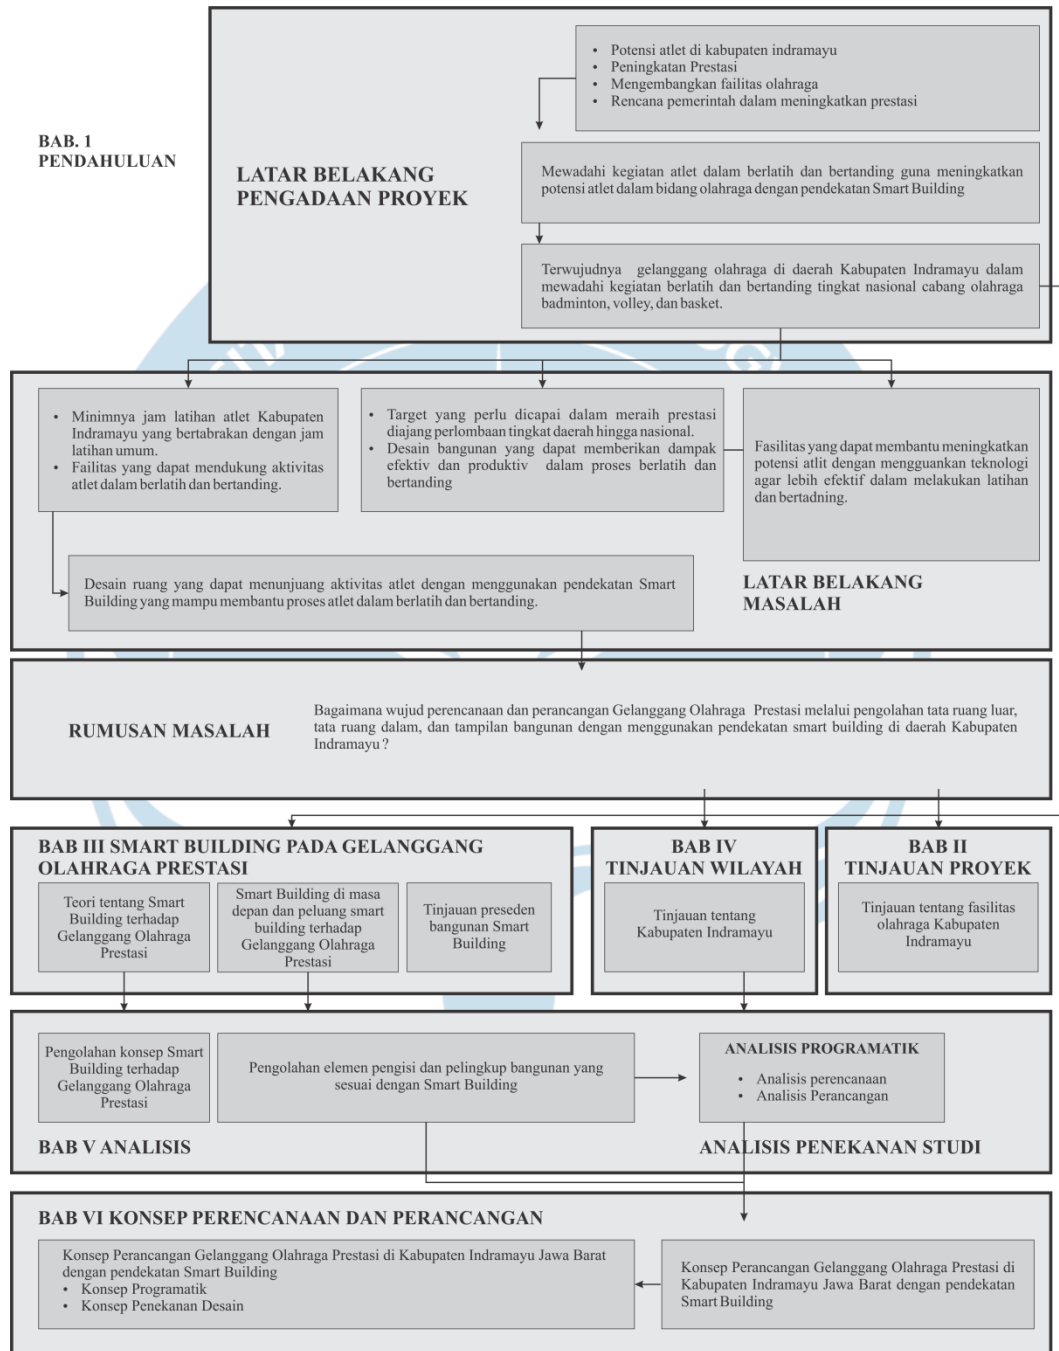 BAB. 1
PENDAHULUAN
LATAR BELAKANG
PENGADAAN PROYEK
• Potensi atlet di kabupaten indramayu
• Peningkatan Prestasi
• Mengembangkan failitas olahraga
• Rencana pemerintah dalam meningkatkan prestasi
Mewadahi kegiatan atlet dalam berlatih dan bertanding guna meningkatkan
potensi atlet dalam bidang olahraga dengan pendekatan Smart Building
Terwujudnya gelanggang olahraga di daerah Kabupaten Indramayu dalam
mewadahi kegiatan berlatih dan bertanding tingkat nasional cabang olahraga
badminton, volley, dan basket.
• Minimnya jam latihan atlet Kabupaten
Indramayu yang bertabrakan dengan jam
latihan umum.
• Failitas yang dapat mendukung aktivitas
atlet dalam berlatih dan bertanding.
• Target yang perlu dicapai dalam meraih prestasi
diajang perlombaan tingkat daerah hingga nasional.
• Desain bangunan yang dapat memberikan dampak
efektiv dan produktiv dalam proses berlatih dan
bertanding
Fasilitas yang dapat membantu meningkatkan
potensi atlit dengan mengguankan teknologi
agar lebih efektif dalam melakukan latihan
dan bertadning.
Desain ruang yang dapat menunjuang aktivitas atlet dengan menggunakan pendekatan Smart
Building yang mampu membantu proses atlet dalam berlatih dan bertanding.
LATAR BELAKANG
MASALAH
RUMUSAN MASALAH
Bagaimana wujud perencanaan dan perancangan Gelanggang Olahraga Prestasi melalui pengolahan tata ruang luar,
tata ruang dalam, dan tampilan bangunan dengan menggunakan pendekatan smart building di daerah Kabupaten
Indramayu ?
BAB III SMART BUILDING PADA GELANGGANG
OLAHRAGA PRESTASI
Teori tentang Smart
Building terhadap
Gelanggang Olahraga
Prestasi
Smart Building di masa
depan dan peluang smart
building terhadap
Gelanggang Olahraga
Prestasi
Tinjauan preseden
bangunan Smart
Building
BAB IV
TINJAUAN WILAYAH
Tinjauan tentang
Kabupaten Indramayu
BAB II
TINJAUAN PROYEK
Tinjauan tentang fasilitas
olahraga Kabupaten
Indramayu
Pengolahan konsep Smart
Building terhadap
Gelanggang Olahraga
Prestasi
Pengolahan elemen pengisi dan pelingkup bangunan yang
sesuai dengan Smart Building
ANALISIS PROGRAMATIK
• Analisis perencanaan
• Analisis Perancangan
BAB V ANALISIS
ANALISIS PENEKANAN STUDI
BAB VI KONSEP PERENCANAAN DAN PERANCANGAN
Konsep Perancangan Gelanggang Olahraga Prestasi di Kabupaten Indramayu Jawa Barat
dengan pendekatan Smart Building
• Konsep Programatik
• Konsep Penekanan Desain
Konsep Perancangan Gelanggang Olahraga Prestasi di
Kabupaten Indramayu Jawa Barat dengan pendekatan
Smart Building